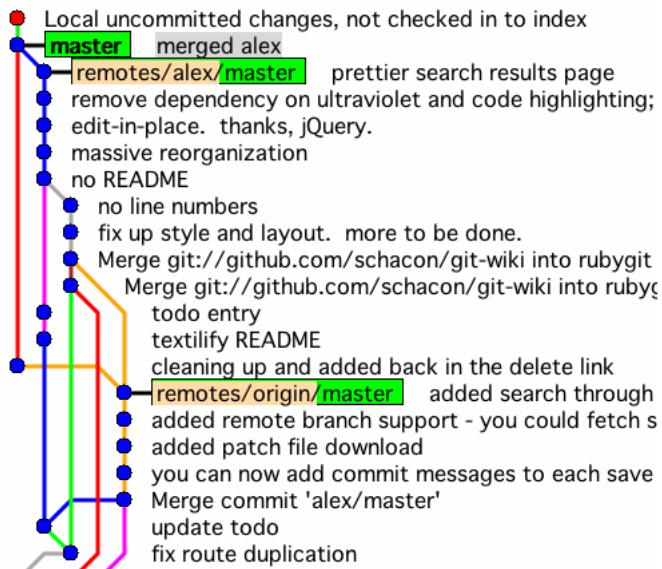 Local uncommitted changes, not checked in to index
master merged alex
remotes/alex/master prettier search results page
remove dependency on ultraviolet and code highlighting;
edit-in-place. thanks, jQuery.
massive reorganization
no README
no line numbers
fix up style and layout. more to be done.
Merge git://github.com/schacon/git-wiki into rubygit
Merge git://github.com/schacon/git-wiki into rubyg
todo entry
textilify README
cleaning up and added back in the delete link
remotes/origin/master added search through
added remote branch support - you could fetch s
added patch file download
you can now add commit messages to each save
Merge commit 'alex/master'
update todo
fix route duplication